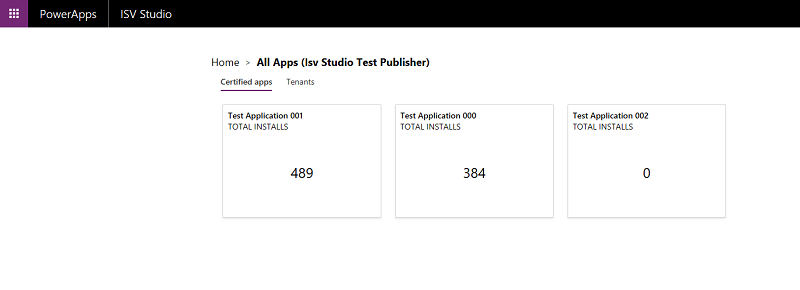 PowerApps ISV Studio
Home > All Apps (Isv Studio Test Publisher)
Certified apps Tenants
Test Application 001
TOTAL INSTALLS
489
Test Application 000
TOTAL INSTALLS
384
Test Application 002
TOTAL INSTALLS
0